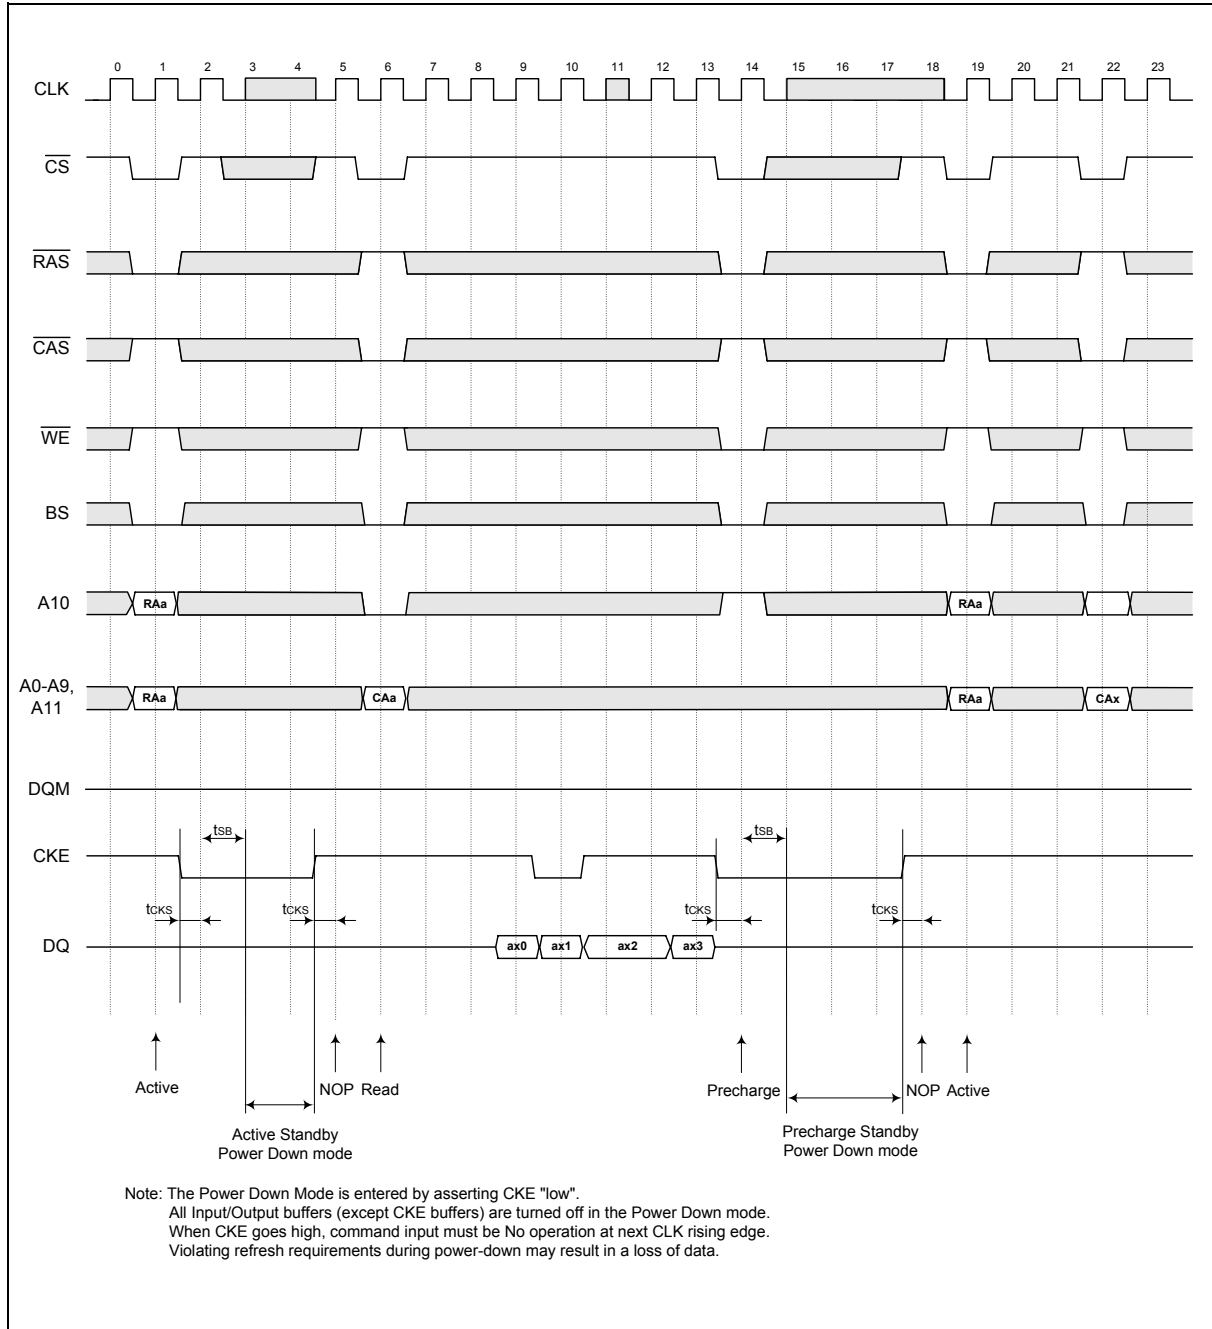 0 1 2 3 4 5 6 7 8 9 10 11 12 13 14 15 16 17 18 19 20 21 22 23
CLK
CS
RAS
CAS
WE
BS
A10 RAa RAa
A0-A9,
A11
RAa CAa RAa CAx
DQM
tSB tSB
CKE
tCKS tCKS tCKS tCKS
DQ ax0 ax1 ax2 ax3
Active NOP Read Precharge NOP Active
Active Standby
Power Down mode
Precharge Standby
Power Down mode
Note: The Power Down Mode is entered by asserting CKE "low".
All Input/Output buffers (except CKE buffers) are turned off in the Power Down mode.
When CKE goes high, command input must be No operation at next CLK rising edge.
Violating refresh requirements during power-down may result in a loss of data.